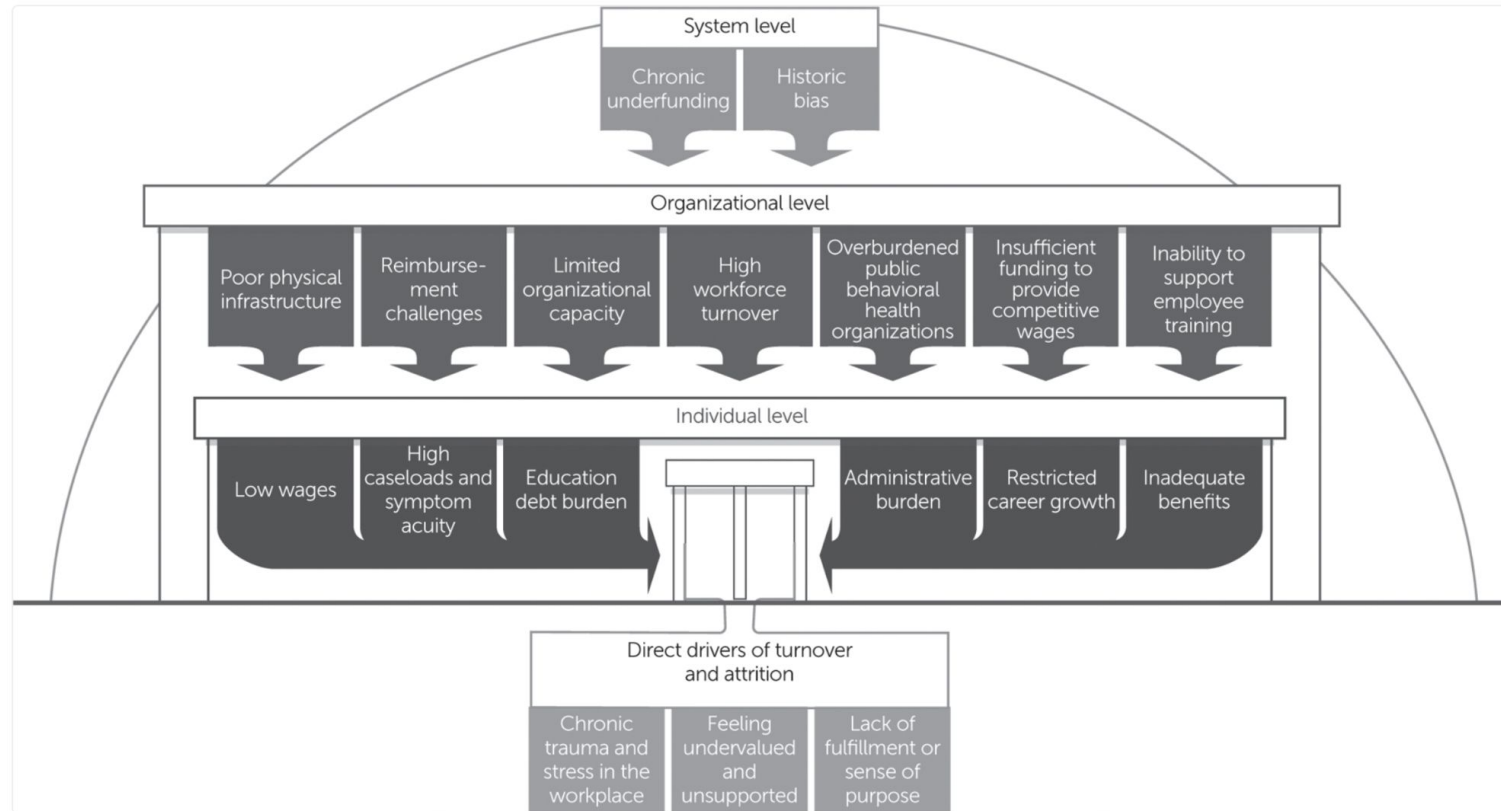 System level
Chronic
underfunding
Historic
bias
Organizational level
Poor physical
infrastructure
Reimburse-
ment
challenges
Limited
organizational
capacity
High
workforce
turnover
Overburdened
public
behavioral
health
organizations
Insufficient
funding to
provide
competitive
wages
Inability to
support
employee
training
Individual level
Low wages
High
caseloads and
symptom
acuity
Education
debt burden
Administrative
burden
Restricted
career growth
Inadequate
benefits
Direct drivers of turnover
and attrition
Chronic
trauma and
stress in the
workplace
Feeling
undervalued
and
unsupported
Lack of
fulfillment or
sense of
purpose